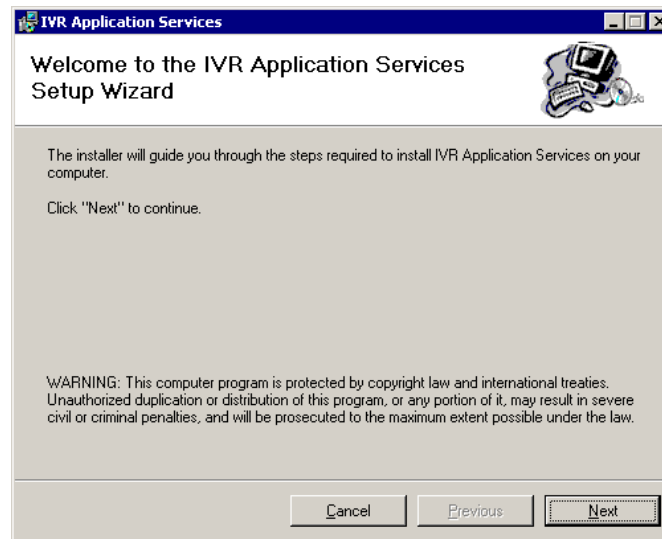 IVR Application Services
Welcome to the IVR Application Services
Setup Wizard
The installer will guide you through the steps required to install IVR Application Services on your
computer.
Click "Next" to continue.
WARNING: This computer program is protected by copyright law and international treaties.
Unauthorized duplication or distribution of this program, or any portion of it, may result in severe
civil or criminal penalties, and will be prosecuted to the maximum extent possible under the law.
Cancel
Previous
Next